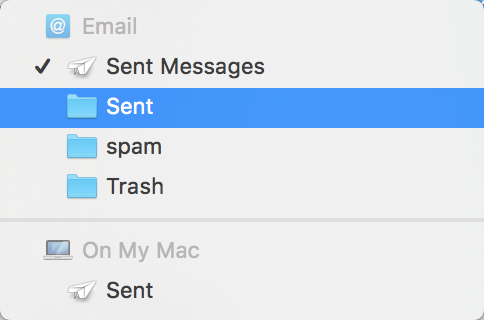 Email
Sent Messages
Sent
spam
Trash
On My Mac
Sent